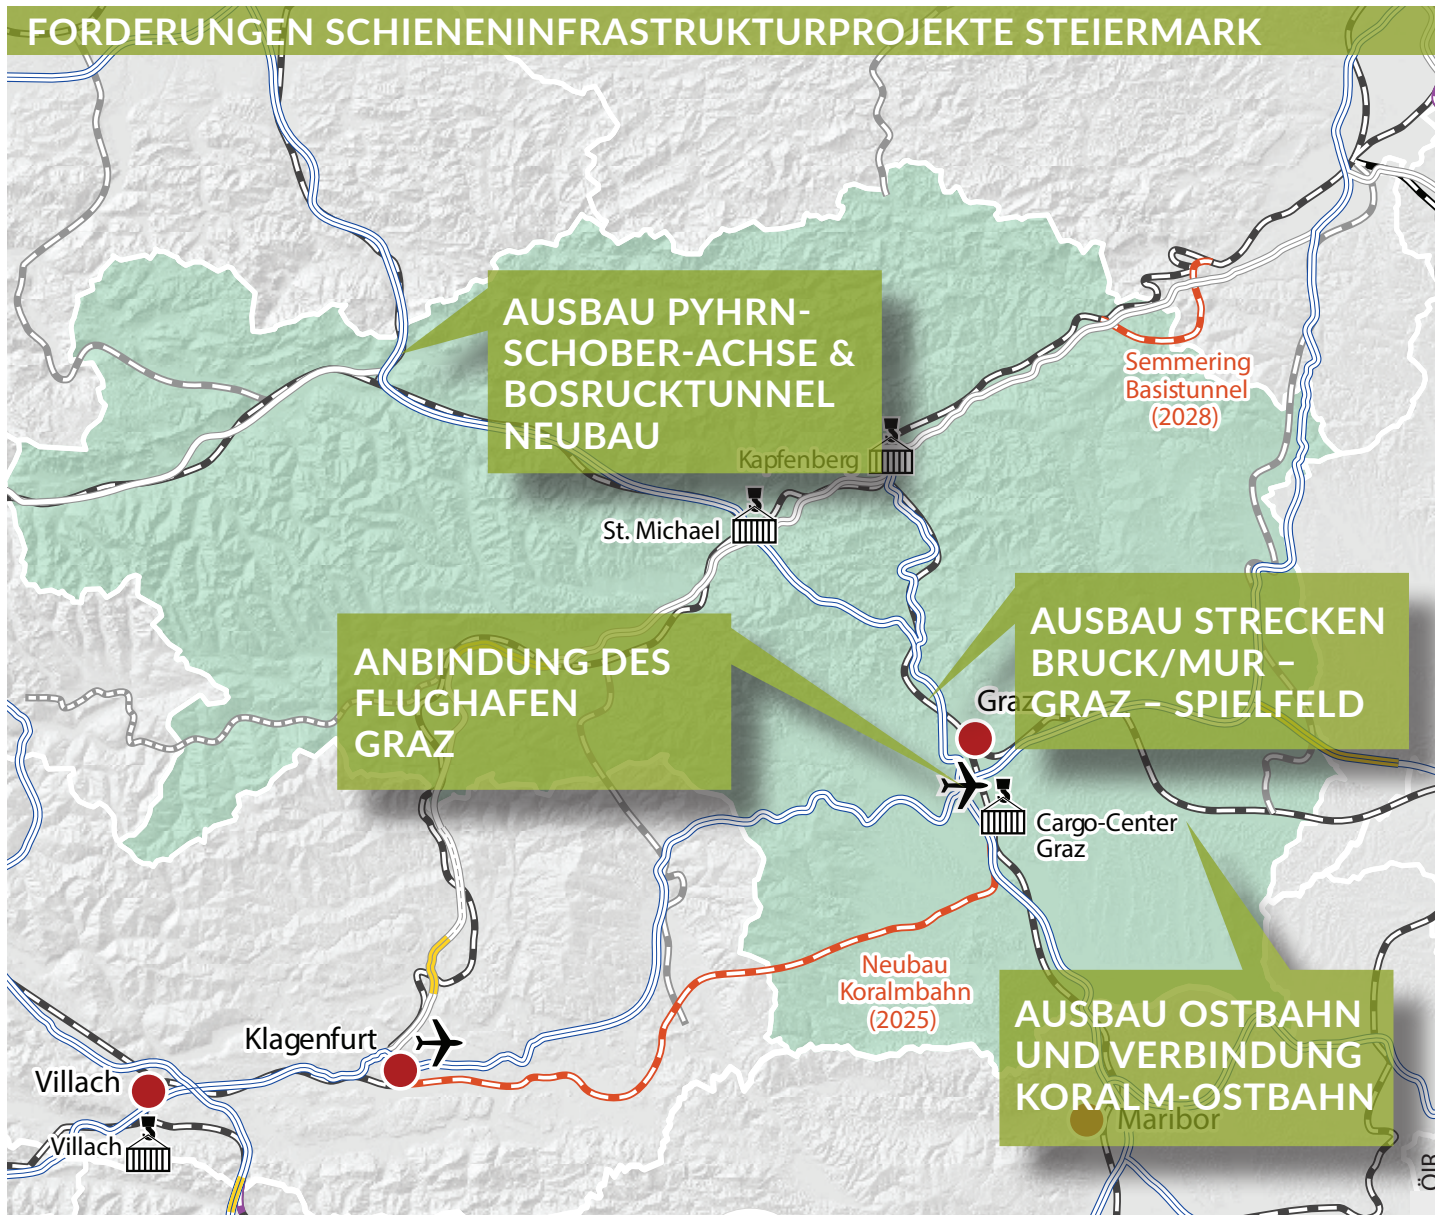 FORDERUNGEN SCHIENENINFRASTRUKTURPROJEKTE STEIERMARK
AUSBAU PYHRN-
SCHOBER-ACHSE &
BOSRUCKTUNNEL
NEUBAU
Semmering
Basistunnel
(2028)
Kapfenberg
St. Michael
ANBINDUNG DES
FLUGHAFEN
GRAZ
AUSBAU STRECKEN
BRUCK/MUR –
GRAZ – SPIELFELD
Graz
Cargo-Center
Graz
Neubau
Koralmbahn
(2025)
AUSBAU OSTBAHN
UND VERBINDUNG
KORALM-OSTBAHN
Klagenfurt
Villach
Villach
Maribor
ÖIR